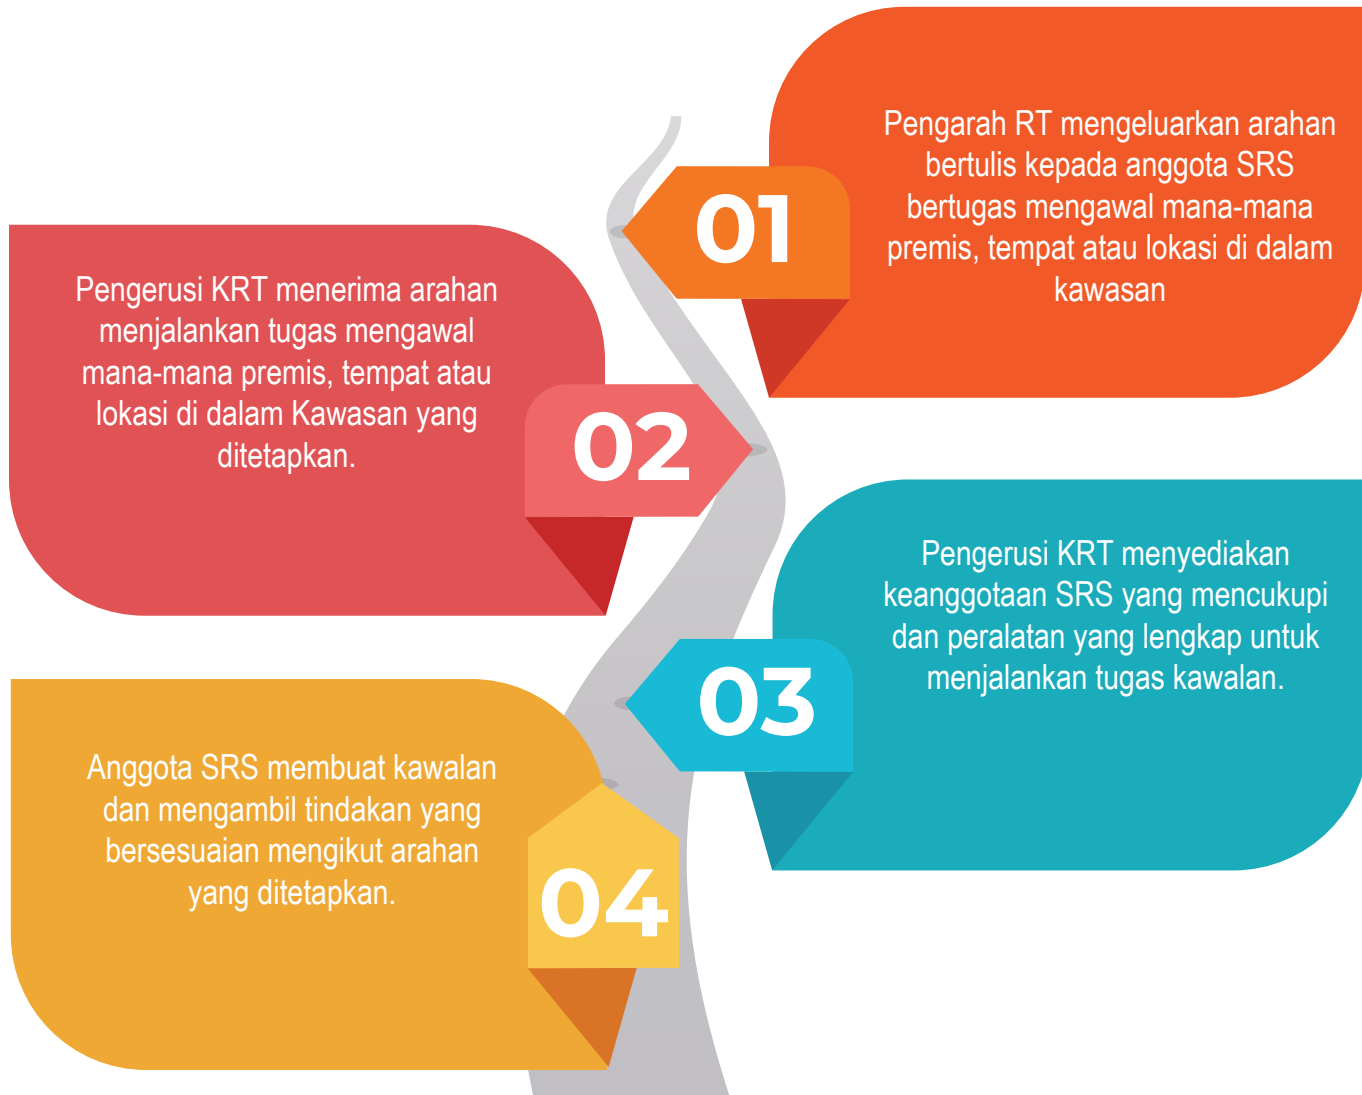 01
Pengarah RT mengeluarkan arahan
bertulis kepada anggota SRS
bertugas mengawal mana-mana
premis, tempat atau lokasi di dalam
kawasan
02
Pengerusi KRT menerima arahan
menjalankan tugas mengawal
mana-mana premis, tempat atau
lokasi di dalam Kawasan yang
ditetapkan.
03
Pengerusi KRT menyediakan
keanggotaan SRS yang mencukupi
dan peralatan yang lengkap untuk
menjalankan tugas kawalan.
04
Anggota SRS membuat kawalan
dan mengambil tindakan yang
bersesuaian mengikut arahan
yang ditetapkan.